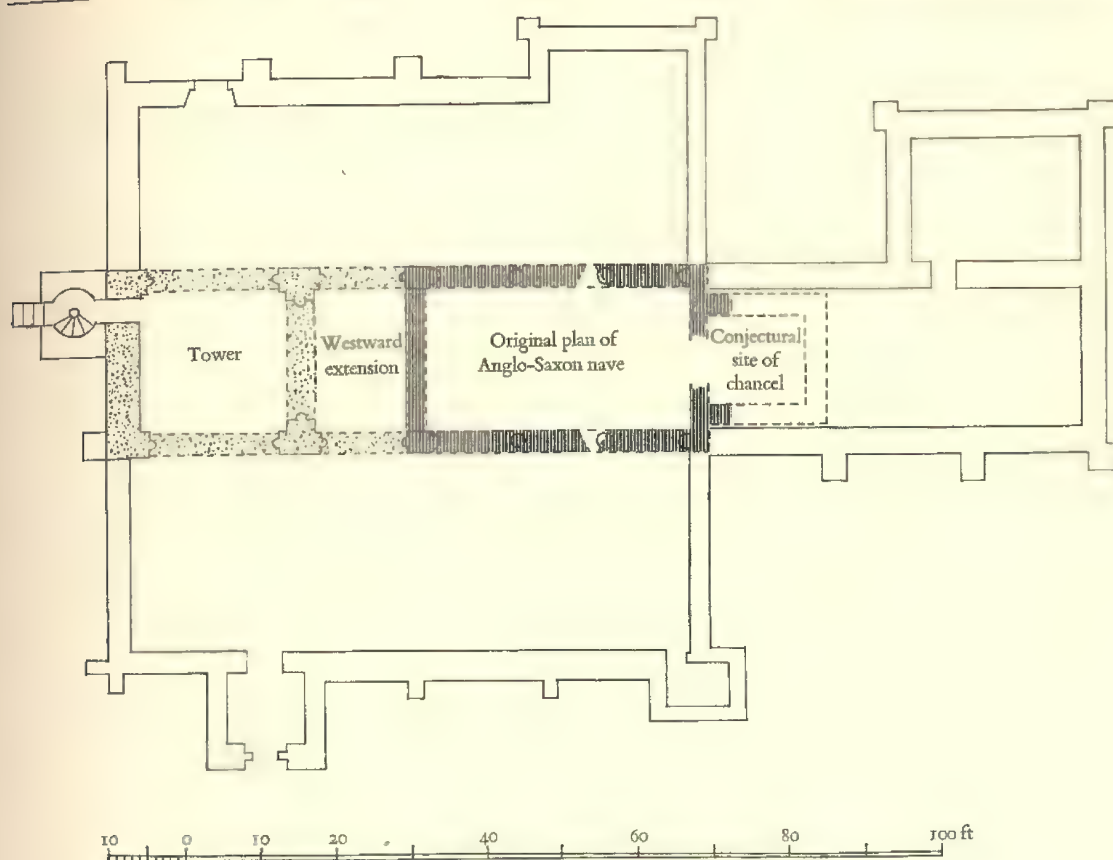 Tower
Westward
extension
Original plan of
Anglo-Saxon nave
Conjectural
site of
chancel
10 0 10 20 40 60 80 100 ft